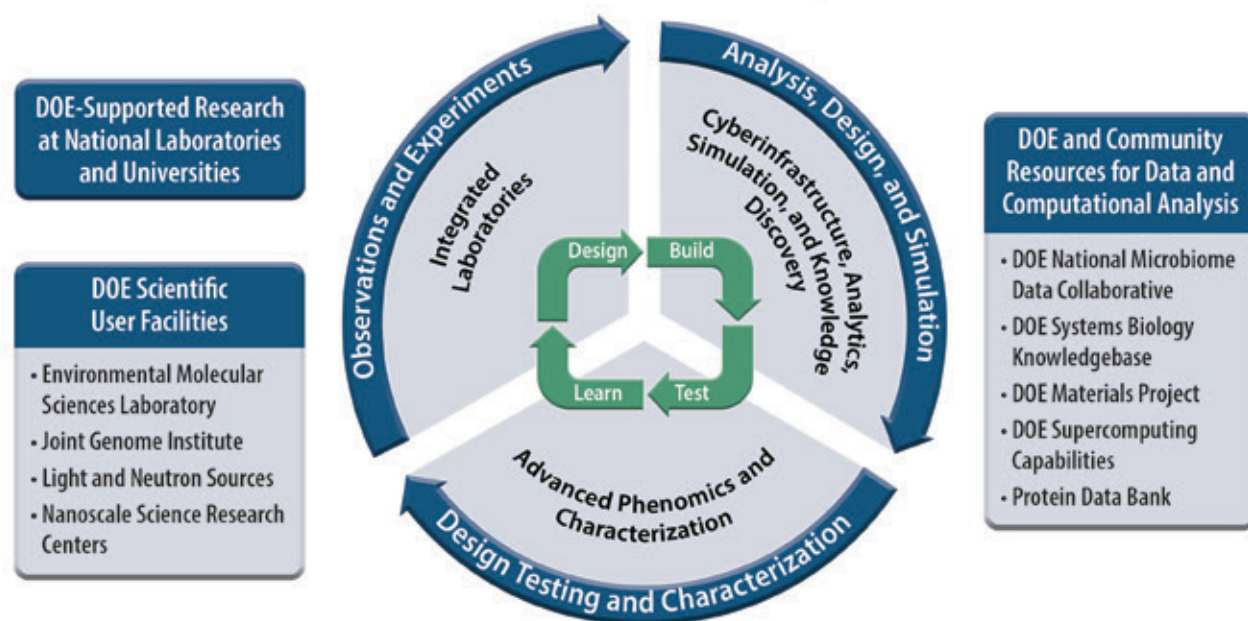 DOE-Supported Research
at National Laboratories
and Universities
DOE Scientific
User Facilities
• Environmental Molecular
Sciences Laboratory
• Joint Genome Institute
• Light and Neutron Sources
• Nanoscale Science Research
Centers
Observations and Experiments
Integrated
Laboratories
Analysis, Design, and Simulation
Cyberinfrastructure, Analytics,
Simulation, and Knowledge
Discovery
Design
Build
Learn
Test
Advanced Phenomics and
Characterization
Design Testing and Characterization
DOE and Community
Resources for Data and
Computational Analysis
• DOE National Microbiome
Data Collaborative
• DOE Systems Biology
Knowledgebase
• DOE Materials Project
• DOE Supercomputing
Capabilities
• Protein Data Bank